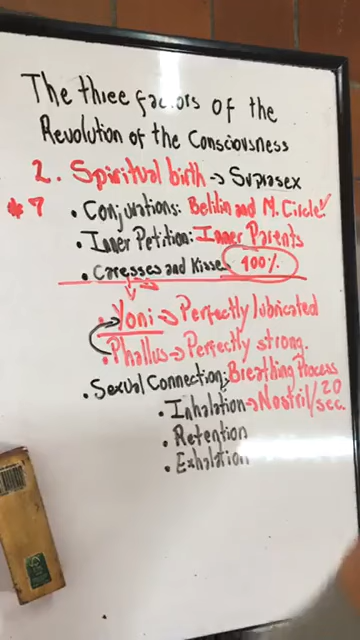 The three factors of the
Revolution of the Consciousness
2. Spiritual birth → Suprasex
* 7 • Conjurations: Belilin and M. Circle. ✓
• Inner Petition: Inner Parents
• Caresses and Kisses 100%
• Yoni → Perfectly lubricated
• Phallus → Perfectly strong.
• Sexual Connection: Breathing Process
• Inhalation → Nostril/20 sec.
• Retention
• Exhalation